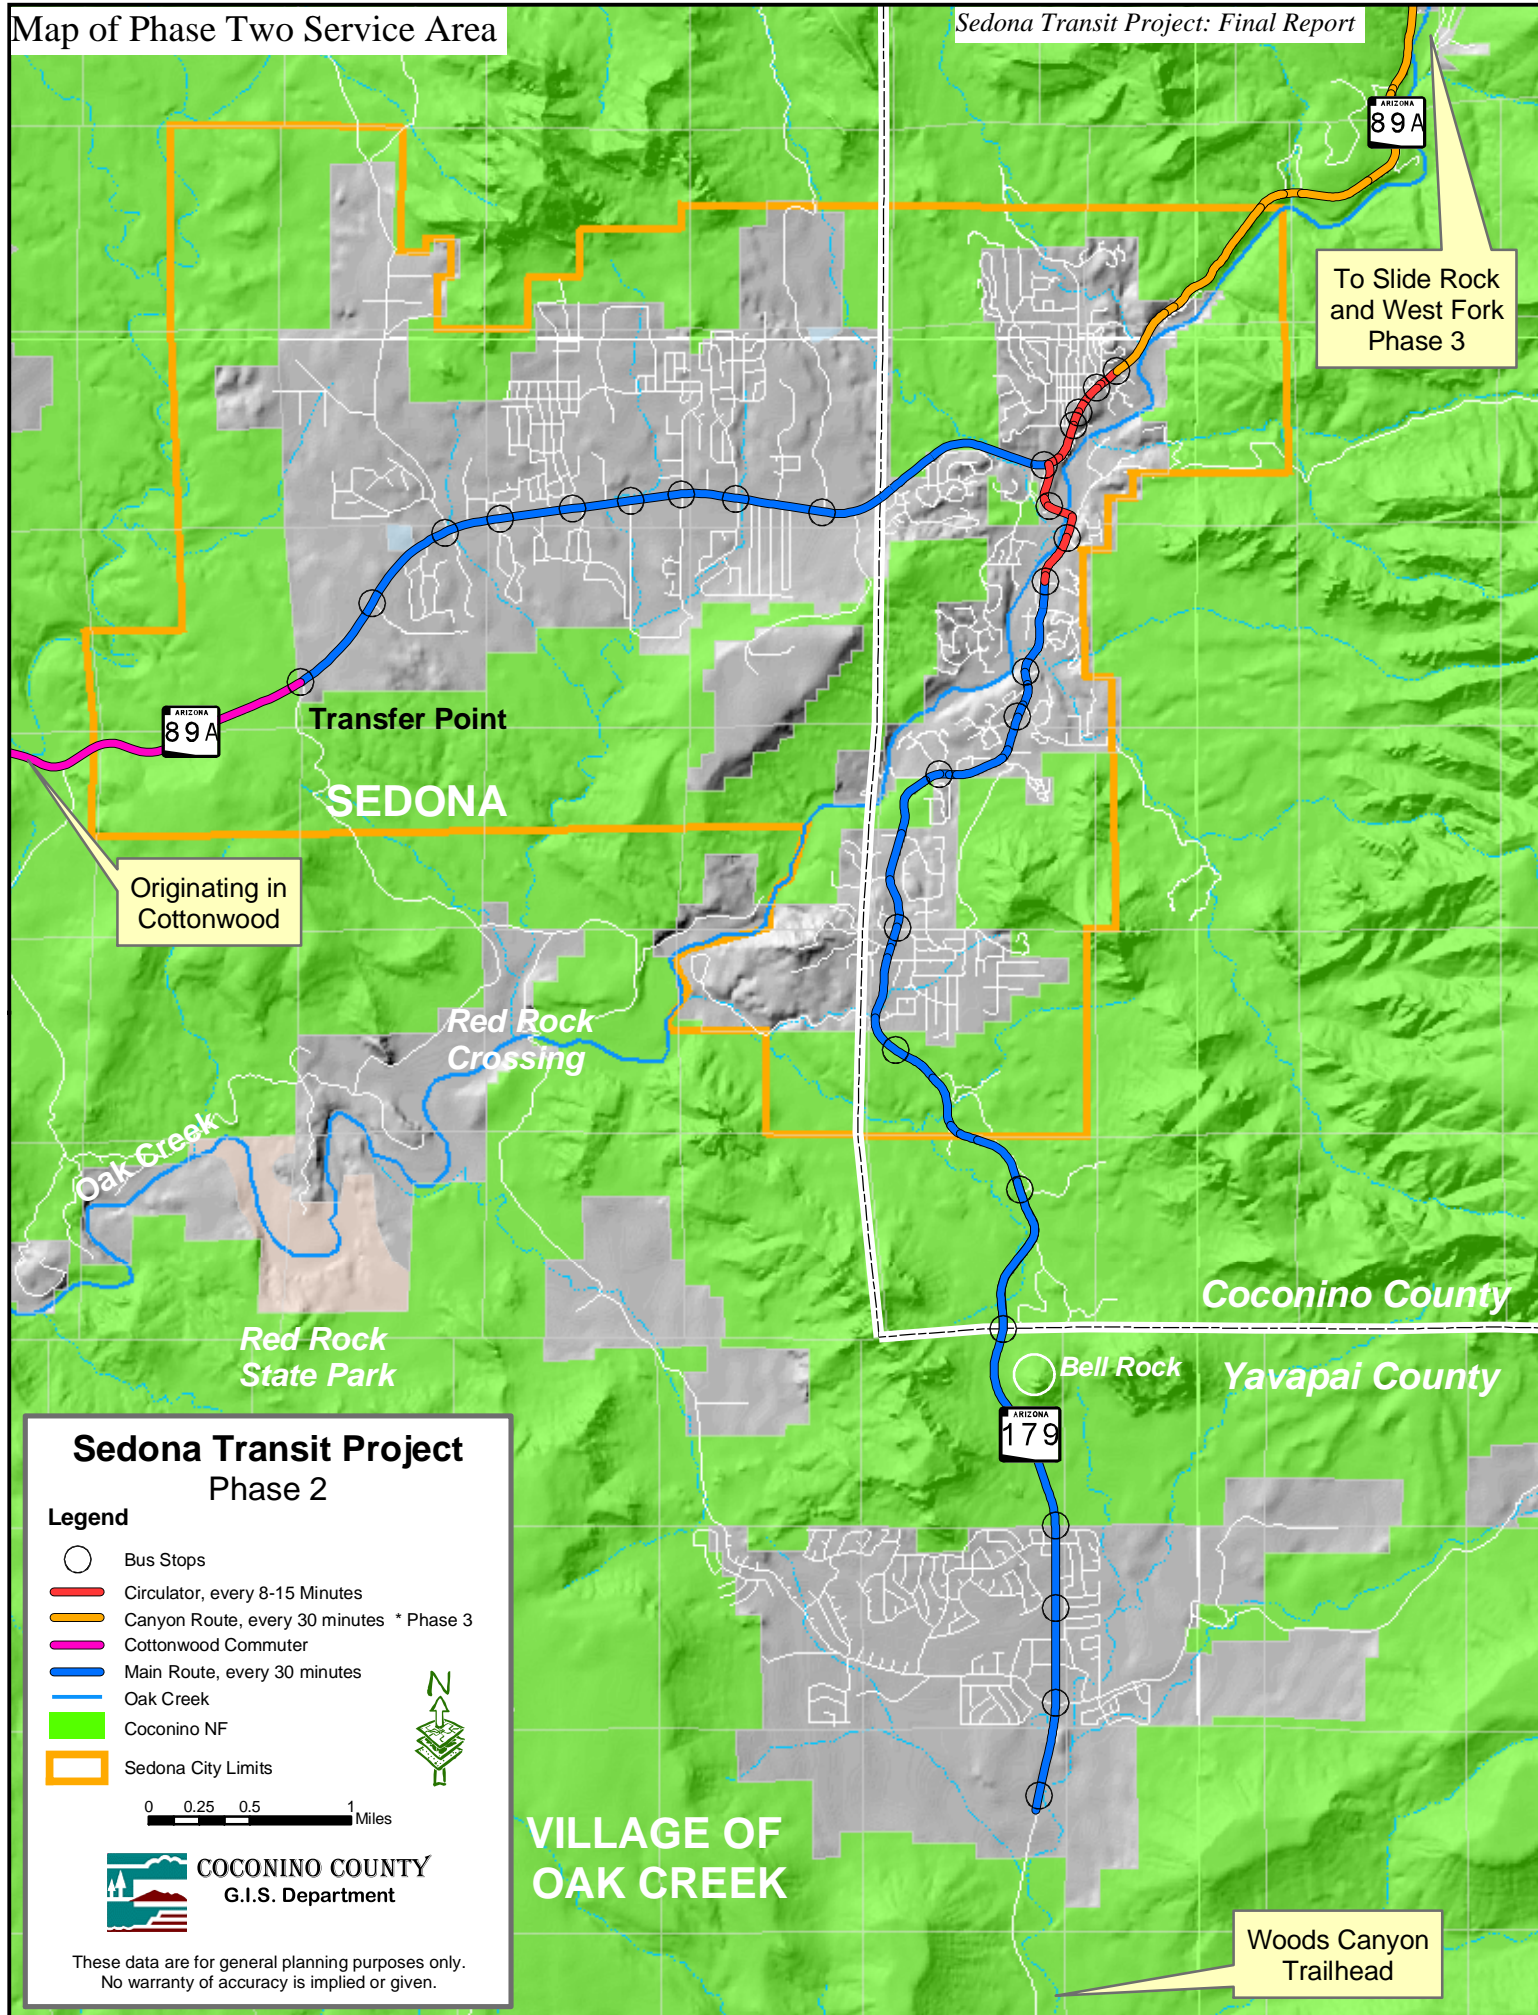 Map of Phase Two Service Area
Sedona Transit Project: Final Report
ARIZONA
89A
To Slide Rock
and West Fork
Phase 3
Transfer Point
ARIZONA
89A
SEDONA
Originating in
Cottonwood
Red Rock
Crossing
Oak Creek
Red Rock
State Park
Coconino County
Bell Rock
Yavapai County
ARIZONA
179
Sedona Transit Project
Phase 2
Legend
Bus Stops
Circulator, every 8-15 Minutes
Canyon Route, every 30 minutes * Phase 3
Cottonwood Commuter
Main Route, every 30 minutes
Oak Creek
Coconino NF
Sedona City Limits
N
0 0.25 0.5 1
Miles
COCONINO COUNTY
G.I.S. Department
These data are for general planning purposes only.
No warranty of accuracy is implied or given.
VILLAGE OF
OAK CREEK
Woods Canyon
Trailhead